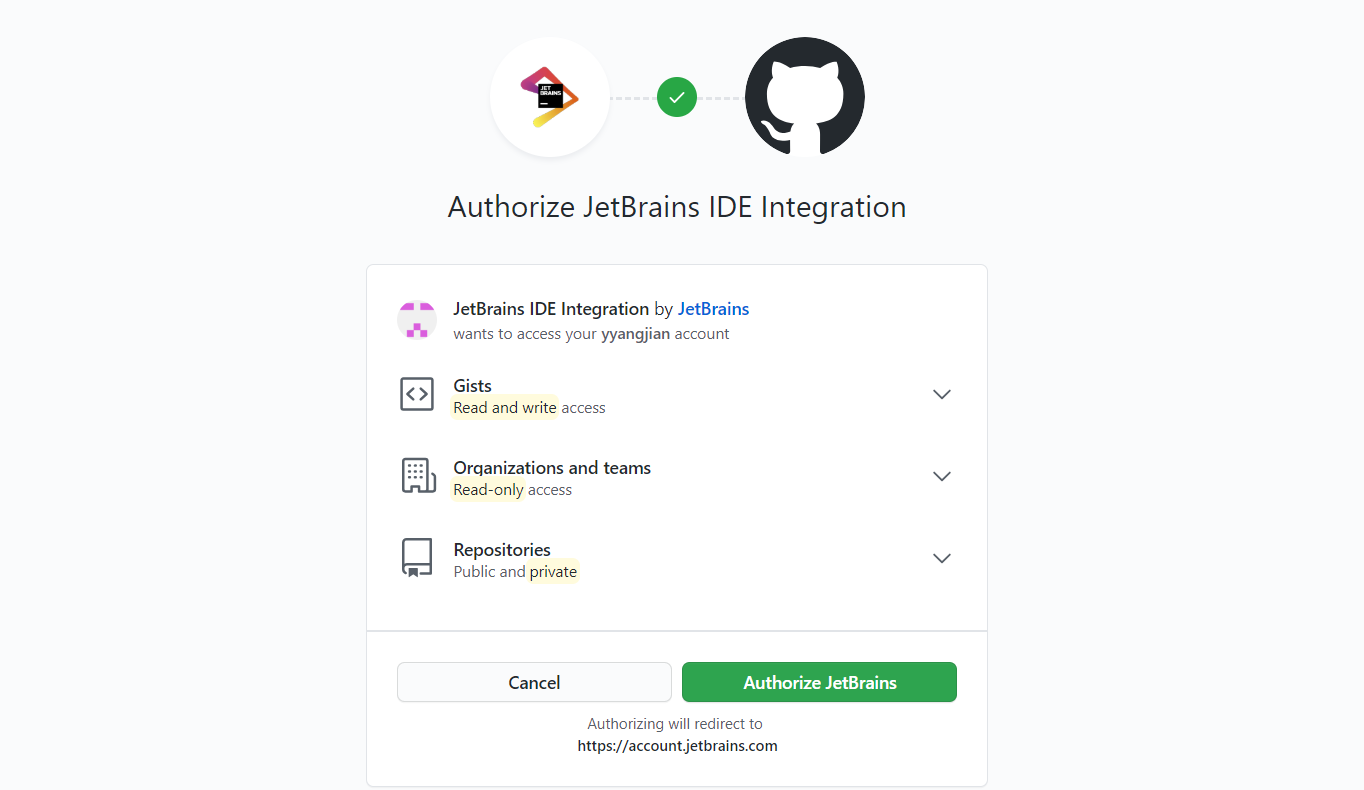 JET
BRAINS
Authorize JetBrains IDE Integration
JetBrains IDE Integration by JetBrains
wants to access your yyangjian account
Gists
Read and write access
Organizations and teams
Read-only access
Repositories
Public and private
Cancel
Authorize JetBrains
Authorizing will redirect to
https://account.jetbrains.com